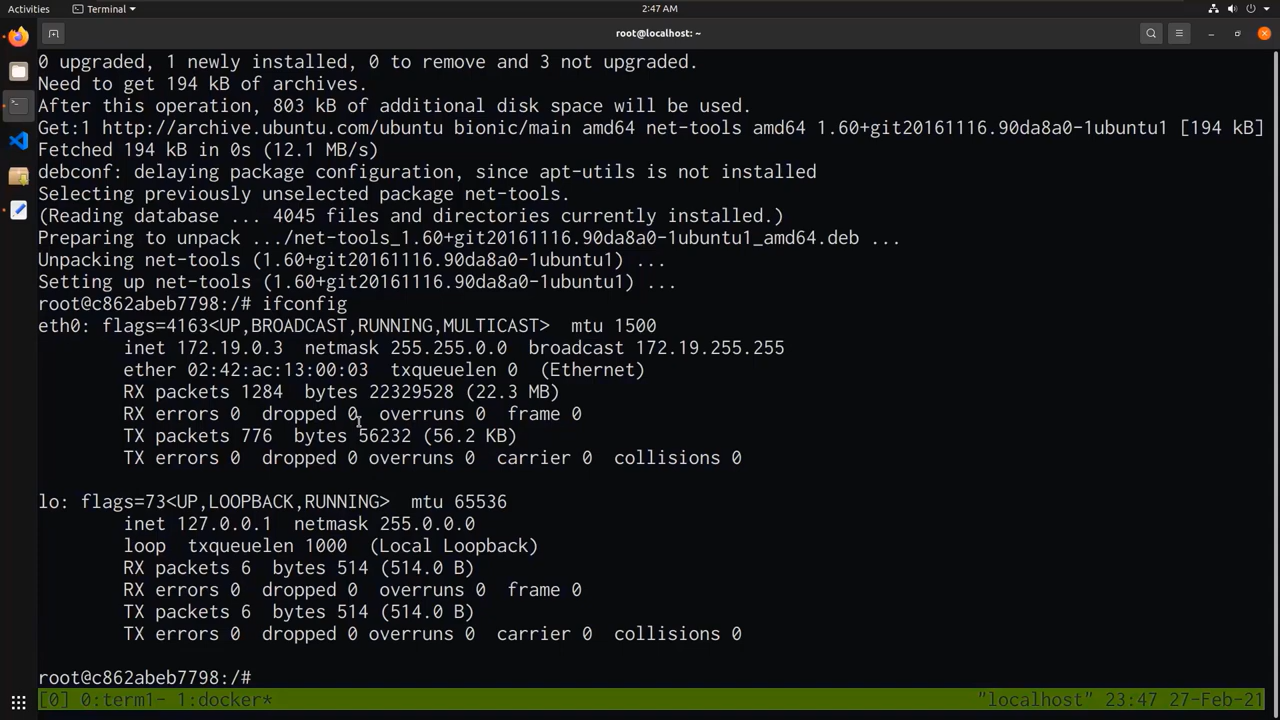 Activities Terminal 2:47 AM
root@localhost: ~
0 upgraded, 1 newly installed, 0 to remove and 3 not upgraded.
Need to get 194 kB of archives.
After this operation, 803 kB of additional disk space will be used.
Get:1 http://archive.ubuntu.com/ubuntu bionic/main amd64 net-tools amd64 1.60+git20161116.90da8a0-1ubuntu1 [194 kB]
Fetched 194 kB in 0s (12.1 MB/s)
debconf: delaying package configuration, since apt-utils is not installed
Selecting previously unselected package net-tools.
(Reading database ... 4045 files and directories currently installed.)
Preparing to unpack .../net-tools_1.60+git20161116.90da8a0-1ubuntu1_amd64.deb ...
Unpacking net-tools (1.60+git20161116.90da8a0-1ubuntu1) ...
Setting up net-tools (1.60+git20161116.90da8a0-1ubuntu1) ...
root@c862abeb7798:/# ifconfig
eth0: flags=4163<UP,BROADCAST,RUNNING,MULTICAST>  mtu 1500
        inet 172.19.0.3  netmask 255.255.0.0  broadcast 172.19.255.255
        ether 02:42:ac:13:00:03  txqueuelen 0  (Ethernet)
        RX packets 1284  bytes 22329528 (22.3 MB)
        RX errors 0  dropped 0  overruns 0  frame 0
        TX packets 776  bytes 56232 (56.2 KB)
        TX errors 0  dropped 0 overruns 0  carrier 0  collisions 0
lo: flags=73<UP,LOOPBACK,RUNNING>  mtu 65536
        inet 127.0.0.1  netmask 255.0.0.0
        loop  txqueuelen 1000  (Local Loopback)
        RX packets 6  bytes 514 (514.0 B)
        RX errors 0  dropped 0  overruns 0  frame 0
        TX packets 6  bytes 514 (514.0 B)
        TX errors 0  dropped 0 overruns 0  carrier 0  collisions 0
root@c862abeb7798:/#
[0] 0:term1- 1:docker* "localhost" 23:47 27-Feb-21